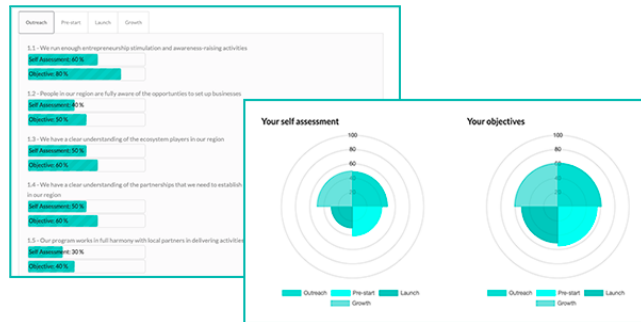 Outreach
Pre-start
Launch
Growth
1.1 - We run enough entrepreneurship stimulation and awareness-raising activities
Self Assessment: 60 %
Objective: 80 %
1.2 - People in our region are fully aware of the opportunties to set up businesses
Self Assessment: 40 %
Objective: 50 %
1.3 - We have a clear understanding of the ecosystem players in our region
Self Assessment: 50 %
Objective: 60 %
1.4 - We have a clear understanding of the partnerships that we need to establish
in our region
Self Assessment: 50 %
Objective: 60 %
1.5 - Our program works in full harmony with local partners in delivering activities
Self Assessment: 30 %
Objective: 40 %
Your self assessment
100
80
60
40
20
Outreach
Pre-start
Launch
Growth
Your objectives
100
80
60
40
20
Outreach
Pre-start
Launch
Growth